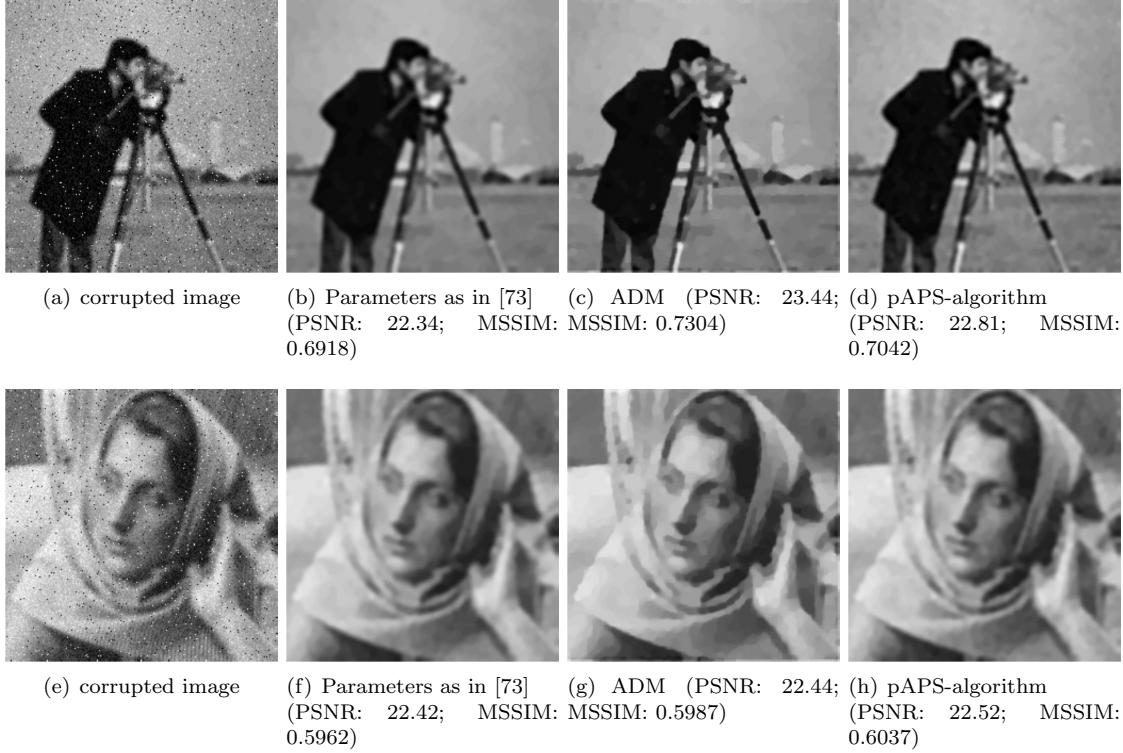 (a) corrupted image
(b) Parameters as in [73]
(PSNR: 22.34; MSSIM:
0.6918)
(c) ADM (PSNR: 23.44;
MSSIM: 0.7304)
(d) pAPS-algorithm
(PSNR: 22.81; MSSIM:
0.7042)
(e) corrupted image
(f) Parameters as in [73]
(PSNR: 22.42; MSSIM:
0.5962)
(g) ADM (PSNR: 22.44;
MSSIM: 0.5987)
(h) pAPS-algorithm
(PSNR: 22.52; MSSIM:
0.6037)